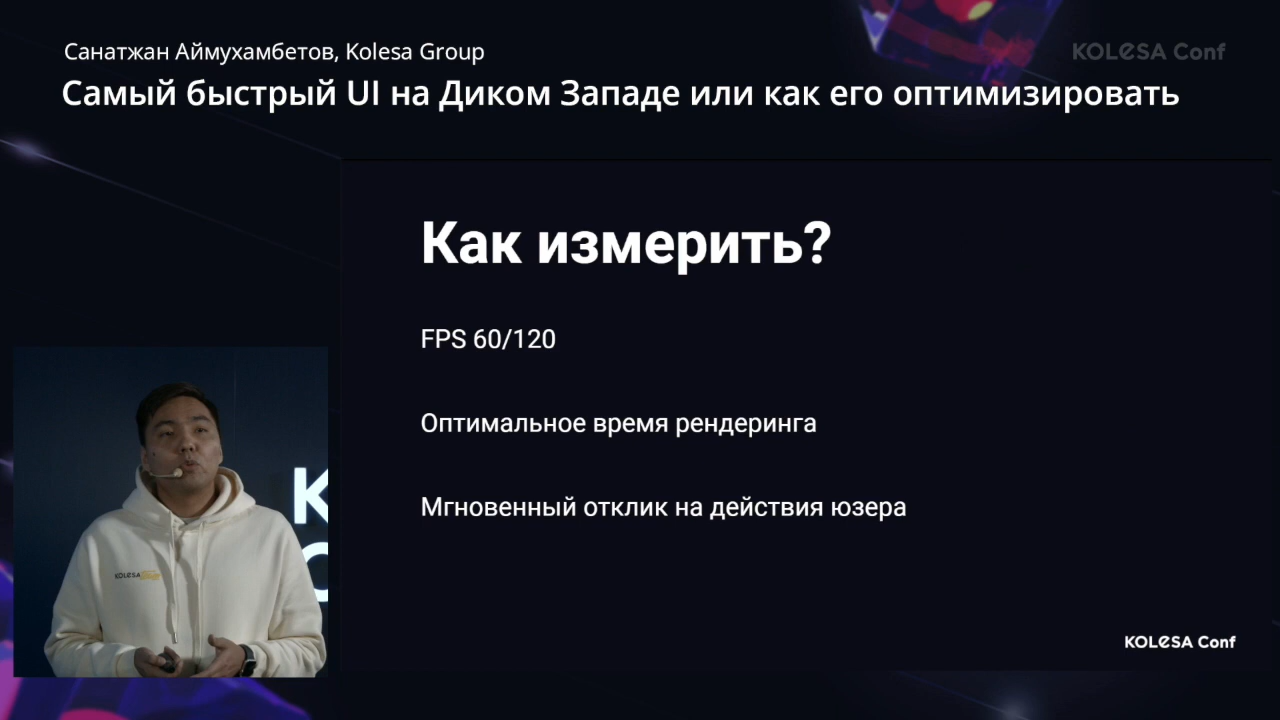 Санатжан Аймухамбетов, Kolesa Group
KOLESA Conf
Самый быстрый UI на Диком Западе или как его оптимизировать
Как измерить?
FPS 60/120
Оптимальное время рендеринга
Мгновенный отклик на действия юзера
K
KOLESA
KOLESA Conf